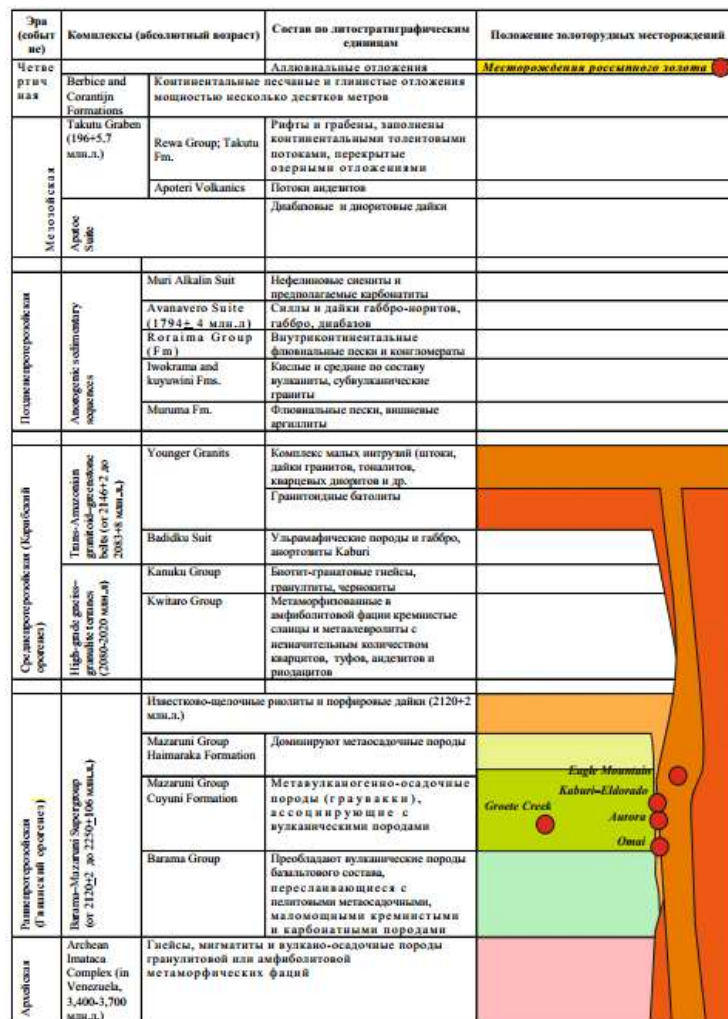 Эра
(событ
ие)
Комплексы (абсолютный возраст)
Состав по литостратиграфическим
единицам
Положение золоторудных месторождений
Четве
ртич
ная
Аллювиальные отложения
Месторождения россыпного золота
Berbice and
Corantijn
Formations
Континентальные песчаные и глинистые отложения
мощностью несколько десятков метров
Мезозойская
Takutu Graben
(196+5.7
млн.л.)
Rewa Group; Takutu
Fm.
Рифты и грабены, заполнены
континентальными толеитовыми
потоками, перекрытые
озерными отложениями
Apoteri Volcanics
Потоки андезитов
Apatoe
Suite
Диабазовые и диоритовые дайки
Позднепротерозойская
Anorogenic sedimentary
sequences
Muri Alkalin Suit
Нефелиновые сиениты и
предполагаемые карбонатиты
Avanavero Suite
(1794± 4 млн.л)
Силлы и дайки габбро-норитов,
габбро, диабазов
Roraima Group
(Fm)
Внутриконтинентальные
флювиальные пески и конгломераты
Iwokrama and
kuyuwini Fms.
Кислые и средние по составу
вулканиты, субвулканические
граниты
Muruma Fm.
Флювиальные пески, вишневые
аргиллиты
Среднепротерозойская (Карибский
орогенез)
Trans-Amazonian
granitoid-greenstone
belts (от 2146+2 до
2083+8 млн.л.)
Younger Granits
Комплекс малых интрузий (штоки,
дайки гранитов, тоналитов,
кварцевых диоритов и др.
Гранитоидные батолиты
Badidku Suit
Ультрамафические породы и габбро,
анортозиты Kaburi
High-grade gneiss-
granulite terranes
(2080-2020 млн.л)
Kanuku Group
Биотит-гранатовые гнейсы,
гранулиты, чернокиты
Kwitaro Group
Метаморфизованные в
амфиболитовой фации кремнистые
сланцы и метаалевролиты с
незначительным количеством
кварцитов, туфов, андезитов и
риодацитов
Раннепротерозойская
(Гвианский орогенез)
Barama–Mazaruni Supergroup
(от 2120±2 до 2250±106 млн.л.)
Известково-щелочные риолиты и порфировые дайки (2120+2
млн.л.)
Mazaruni Group
Haimaraka Formation
Доминируют метаосадочные породы
Mazaruni Group
Cuyuni Formation
Метавулканогенно-осадочные
породы (граувакки),
ассоциирующие с
вулканическими породами
Eagle Mountain
Kaburi–Eldorado
Groete Creek
Aurora
Omai
Barama Group
Преобладают вулканические породы
базальтового состава,
переслаивающиеся с
пелитовыми метаосадочными,
маломощными кремнистыми
и карбонатными породами
Архейская
Archean
Imataca
Complex (in
Venezuela,
3,400-3,700
млн.л.)
Гнейсы, мигматиты и вулкано-осадочные породы
гранулитовой или амфиболитовой
метаморфических фаций